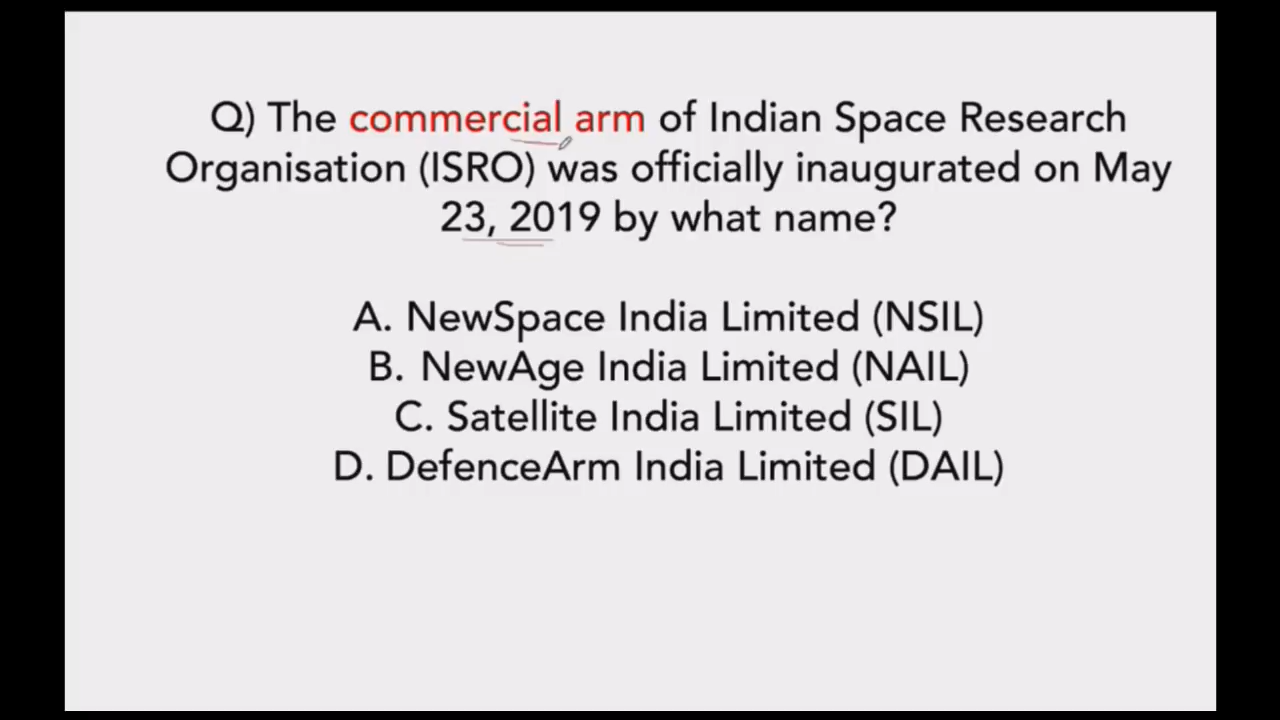 Q) The commercial arm of Indian Space Research
Organisation (ISRO) was officially inaugurated on May
23, 2019 by what name?
A. NewSpace India Limited (NSIL)
B. NewAge India Limited (NAIL)
C. Satellite India Limited (SIL)
D. DefenceArm India Limited (DAIL)